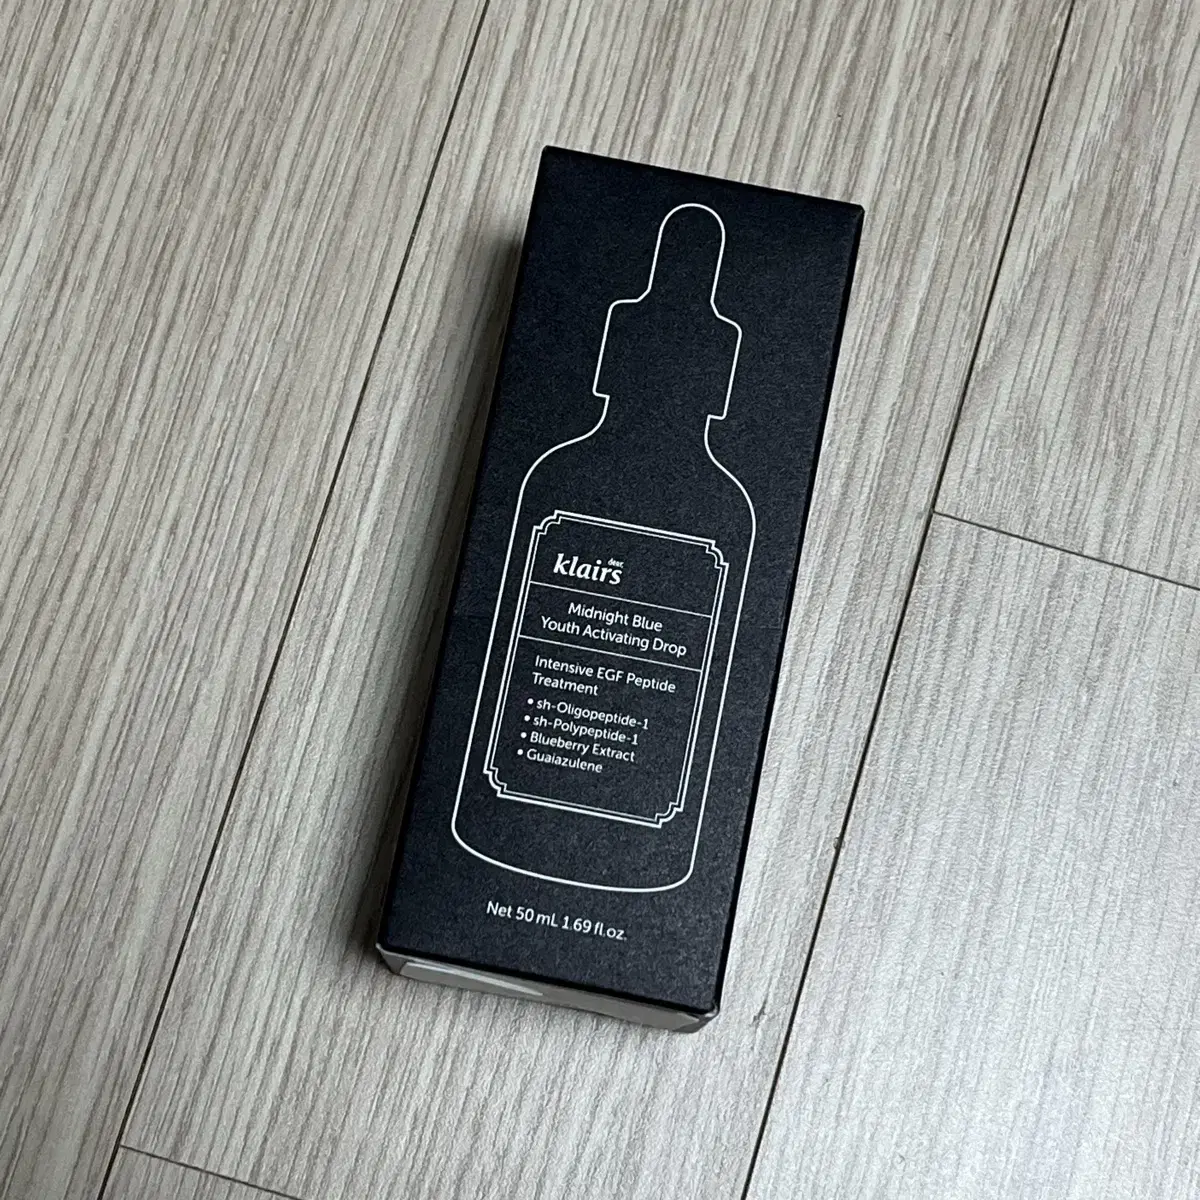 dear,
klairs
Midnight Blue
Youth Activating Drop
Intensive EGF Peptide
Treatment
• sh-Oligopeptide-1
• sh-Polypeptide-1
• Blueberry Extract
• Guaiazulene
Net 50 mL 1.69 fl.oz.